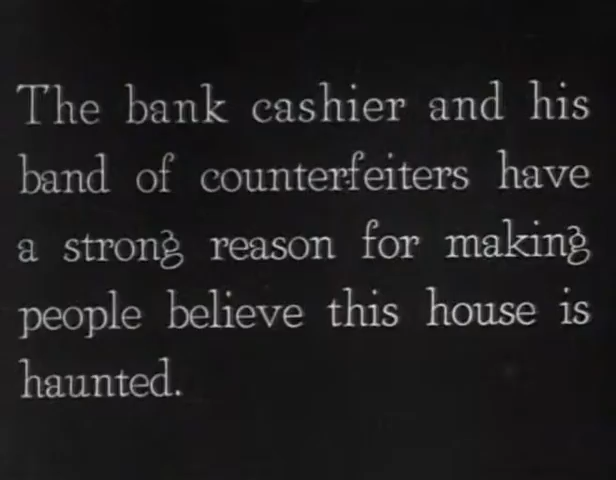 The bank cashier and his
band of counterfeiters have
a strong reason for making
people believe this house is
haunted.